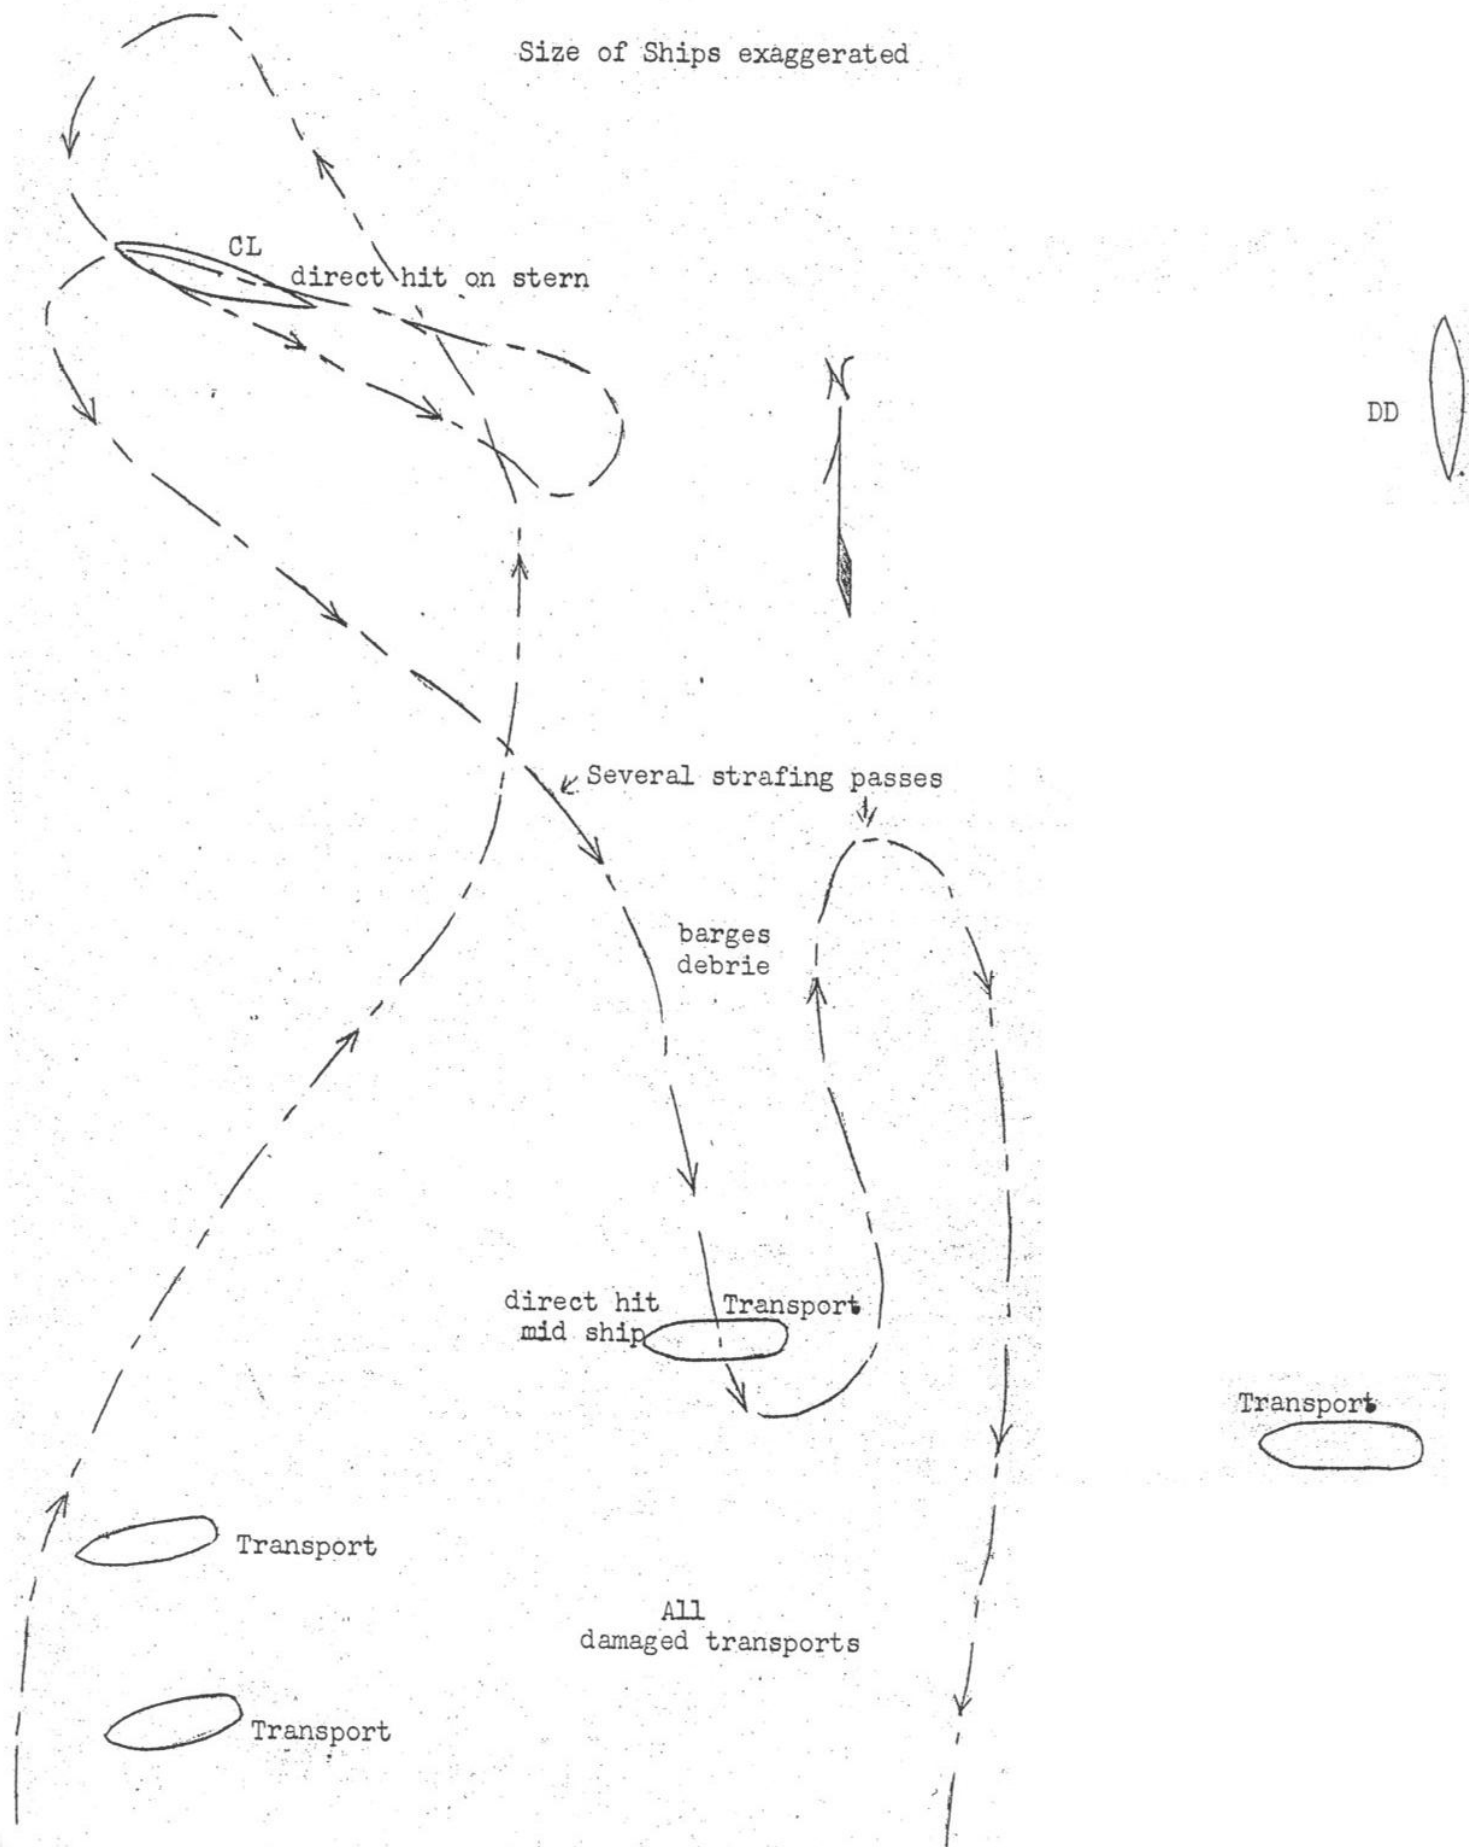 Size of Ships exaggerated
CL
direct hit on stern
N
DD
Several strafing passes
barges
debrie
direct hit
mid ship
Transport
Transport
Transport
All
damaged transports
Transport